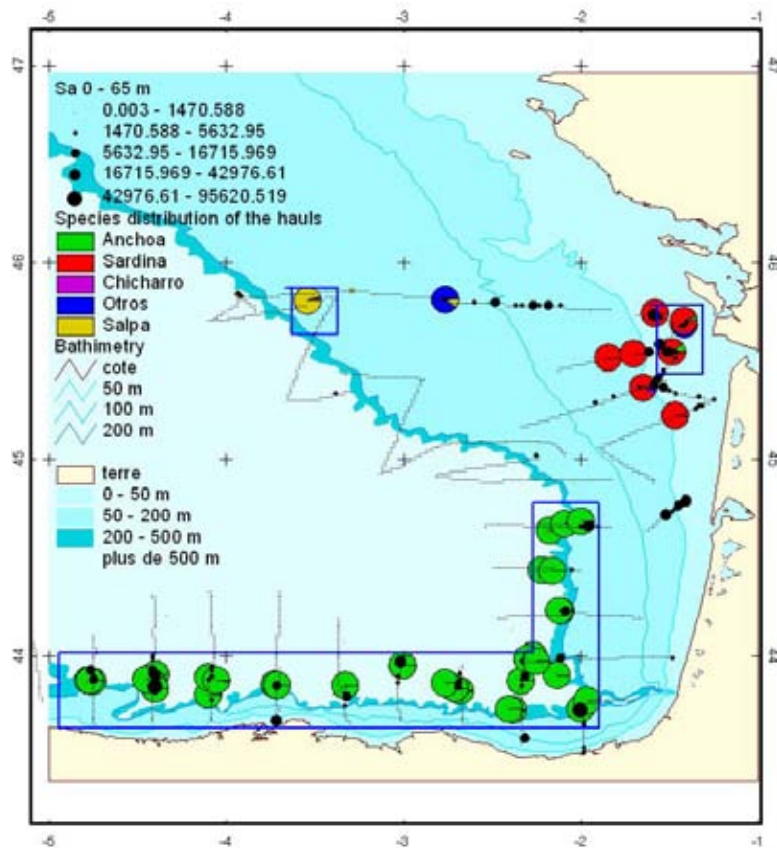 -5 -4 -3 -2 -1
47 47
Sa 0 - 65 m
0.003 - 1470.588
1470.588 - 5632.95
5632.95 - 16715.969
16715.969 - 42976.61
42976.61 - 95620.519
Species distribution of the hauls
Anchoa
Sardina
Chicharro
Otros
Salpa
46 46
Bathimetry
cote
50 m
100 m
200 m
45 45
terre
0 - 50 m
50 - 200 m
200 - 500 m
plus de 500 m
44 44
-5 -4 -3 -2 -1